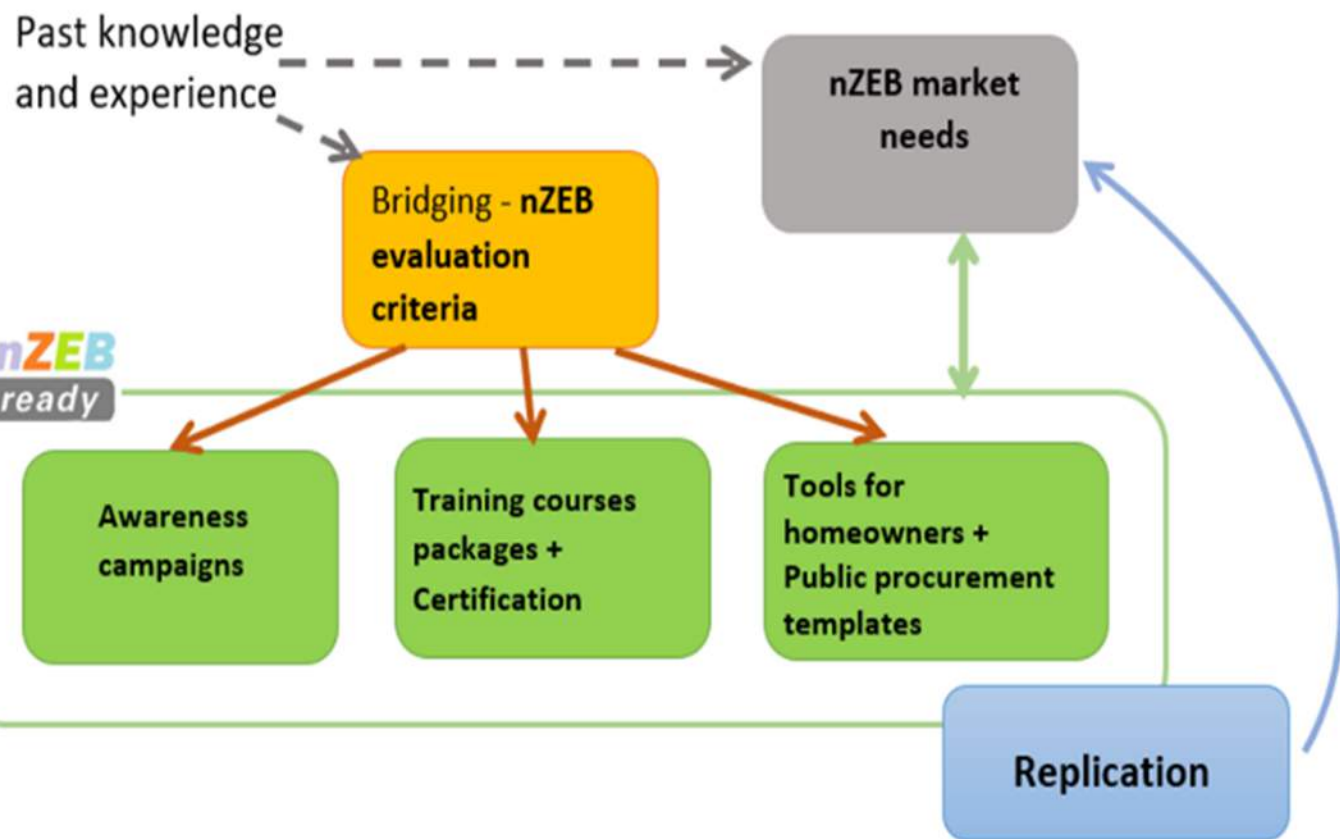 Past knowledge
and experience
nZEB market
needs
Bridging - nZEB
evaluation
criteria
nZEB
ready
Awareness
campaigns
Training courses
packages +
Certification
Tools for
homeowners +
Public procurement
templates
Replication